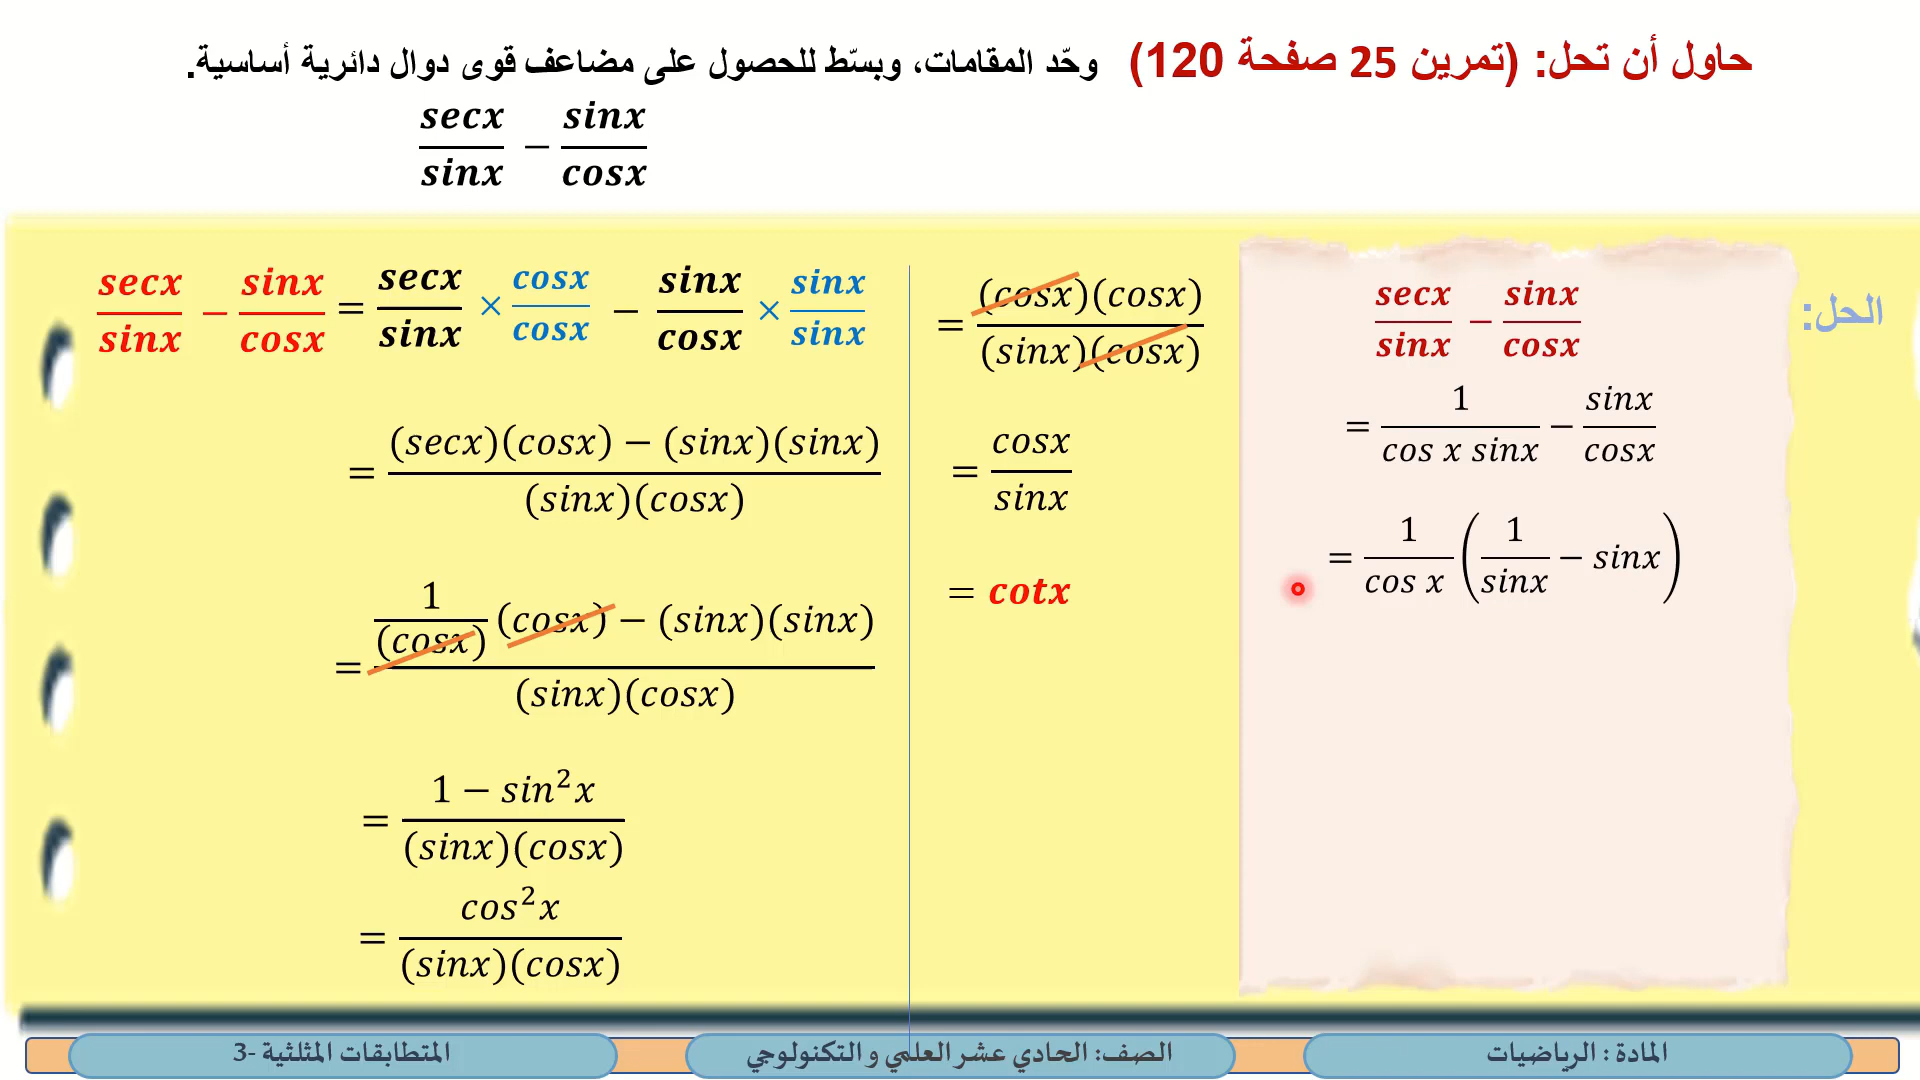 حاول أن تحل: (تمرين 25 صفحة 120) وحّد المقامات، وبسّط للحصول على مضاعف قوى دوال دائرية أساسية.
secx/sinx − sinx/cosx
الحل:
secx/sinx − sinx/cosx = secx/sinx × cosx/cosx − sinx/cosx × sinx/sinx
= ((secx)(cosx) − (sinx)(sinx))/((sinx)(cosx))
= (1/(cosx) (cosx) − (sinx)(sinx))/((sinx)(cosx))
= (1 − sin²x)/((sinx)(cosx))
= cos²x/((sinx)(cosx))
= ((cosx)(cosx))/((sinx)(cosx))
= cosx/sinx
= cotx
secx/sinx − sinx/cosx
= 1/(cos x sinx) − sinx/cosx
= 1/(cos x) (1/sinx − sinx)
المادة : الرياضيات
الصف: الحادي عشر العلمي و التكنولوجي
المتطابقات المثلثية -3